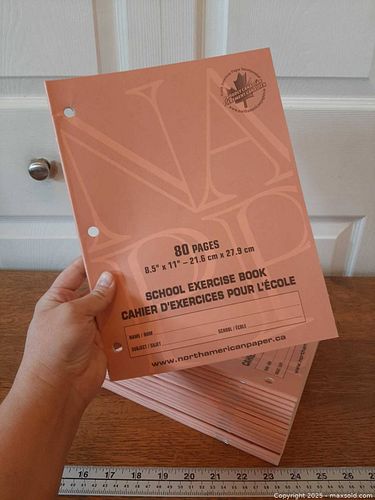 NA
80 PAGES
8.5" x 11" – 21.6 cm x 27.9 cm
SCHOOL EXERCISE BOOK
CAHIER D'EXERCICES POUR L'ÉCOLE
NAME / NOM
SCHOOL / ÉCOLE
SUBJECT / SUJET
www.northamericanpaper.ca
16 17 18 19 20 21 22 23 24 25 26
Copyright 2025 - maxsold.com